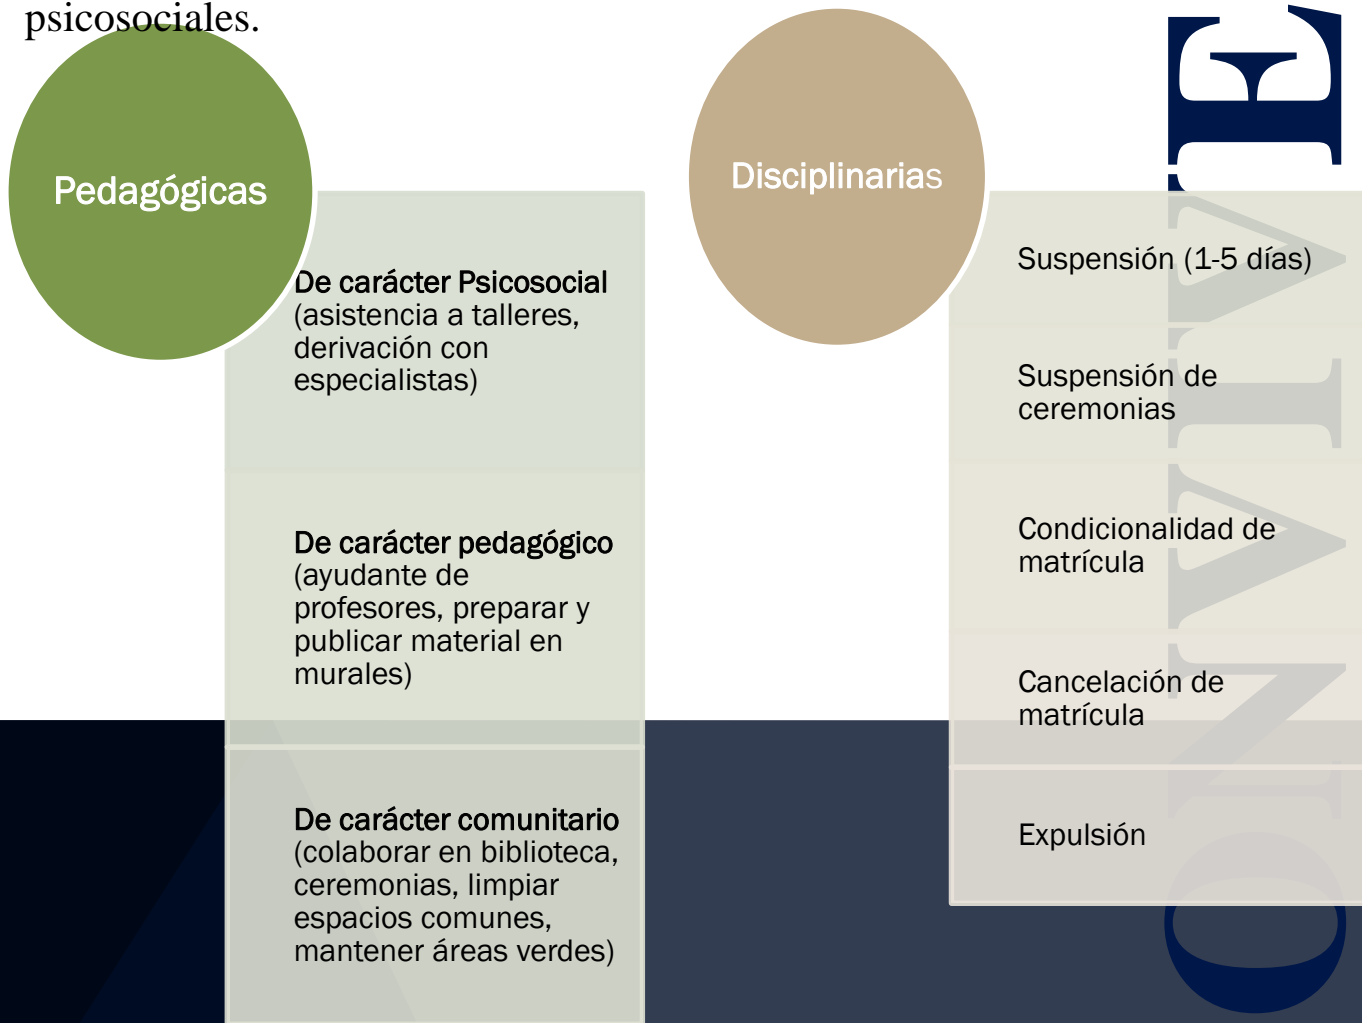 psicosociales.
Pedagógicas
De carácter Psicosocial
(asistencia a talleres,
derivación con
especialistas)
De carácter pedagógico
(ayudante de
profesores, preparar y
publicar material en
murales)
De carácter comunitario
(colaborar en biblioteca,
ceremonias, limpiar
espacios comunes,
mantener áreas verdes)
Disciplinarias
Suspensión (1-5 días)
Suspensión de
ceremonias
Condicionalidad de
matrícula
Cancelación de
matrícula
Expulsión
ONVIVE